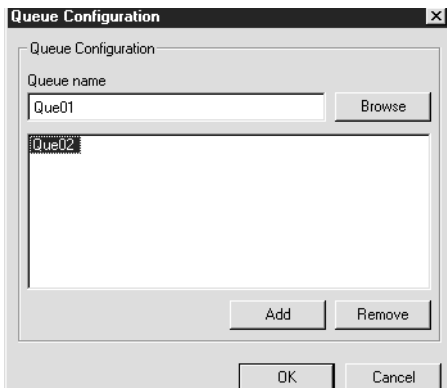 Queue Configuration
Queue Configuration
Queue name
Que01
Browse
Que02
Add
Remove
OK
Cancel